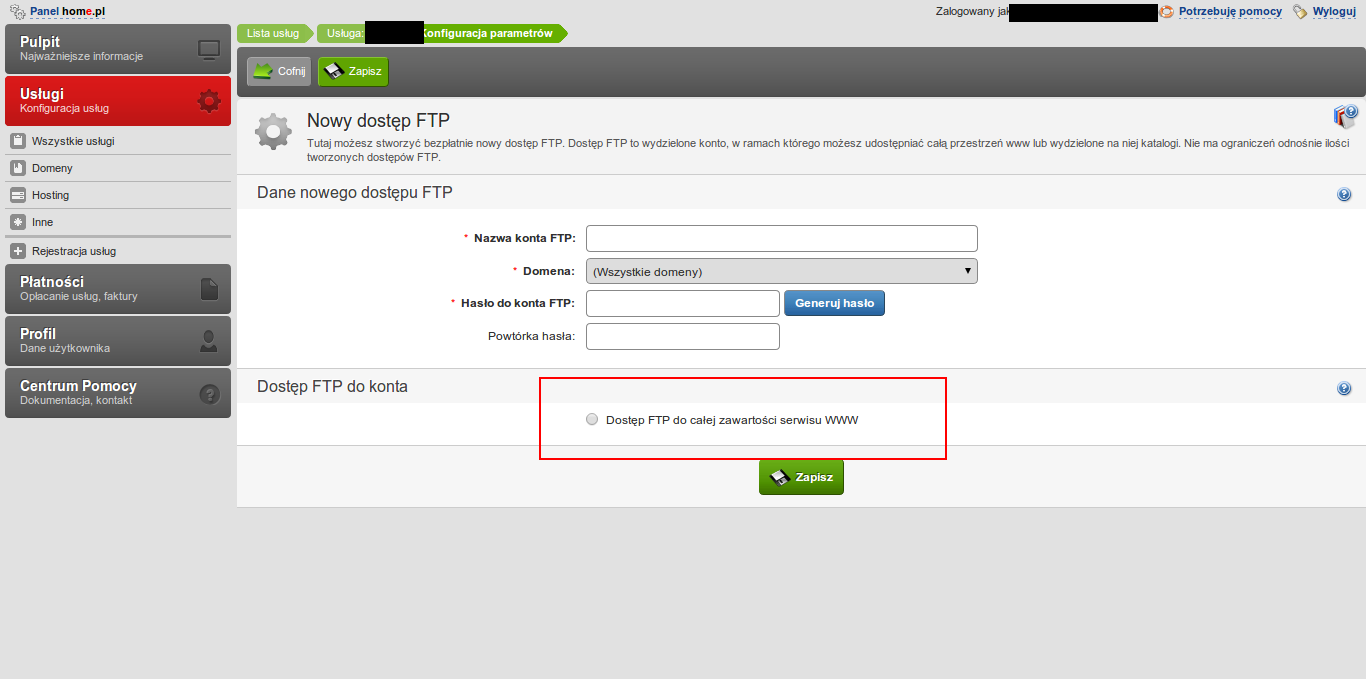 Panel home.pl
Zalogowany jak
Potrzebuję pomocy
Wyloguj
Pulpit
Najważniejsze informacje
Usługi
Konfiguracja usług
Wszystkie usługi
Domeny
Hosting
Inne
Rejestracja usług
Płatności
Opłacanie usług, faktury
Profil
Dane użytkownika
Centrum Pomocy
Dokumentacja, kontakt
Lista usług
Usługa:
Konfiguracja parametrów
Cofnij
Zapisz
Nowy dostęp FTP
Tutaj możesz stworzyć bezpłatnie nowy dostęp FTP. Dostęp FTP to wydzielone konto, w ramach którego możesz udostępniać całą przestrzeń www lub wydzielone na niej katalogi. Nie ma ograniczeń odnośnie ilości
tworzonych dostępów FTP.
Dane nowego dostępu FTP
* Nazwa konta FTP:
* Domena:
(Wszystkie domeny)
* Hasło do konta FTP:
Generuj hasło
Powtórka hasła:
Dostęp FTP do konta
Dostęp FTP do całej zawartości serwisu WWW
Zapisz